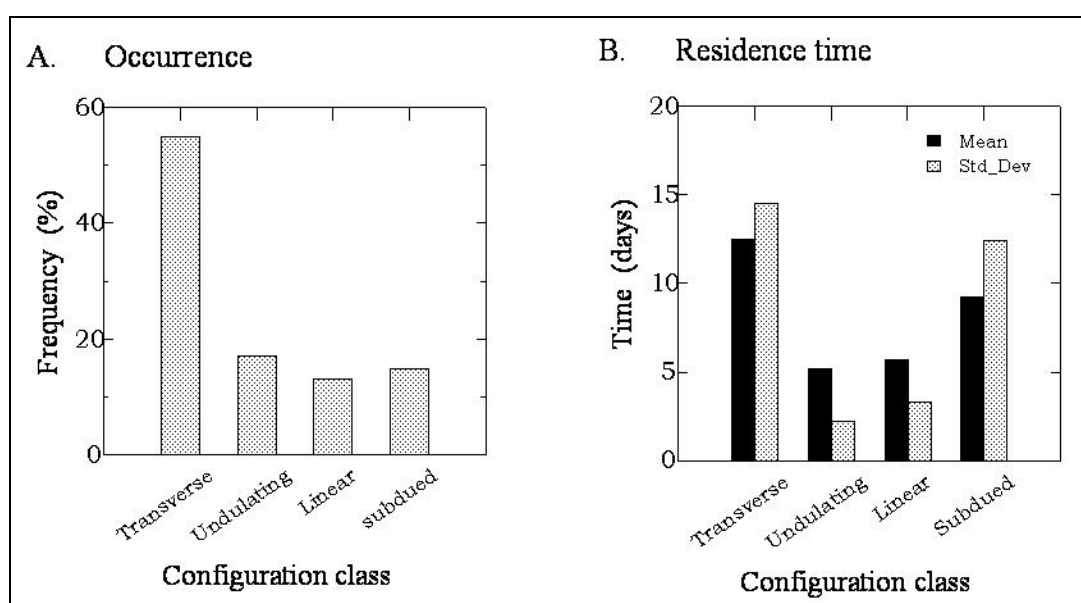 A. Occurrence
60
40
20
0
Frequency (%)
Transverse
Undulating
Linear
subdued
Configuration class
B. Residence time
20
15
10
5
0
Time (days)
Mean
Std_Dev
Transverse
Undulating
Linear
Subdued
Configuration class